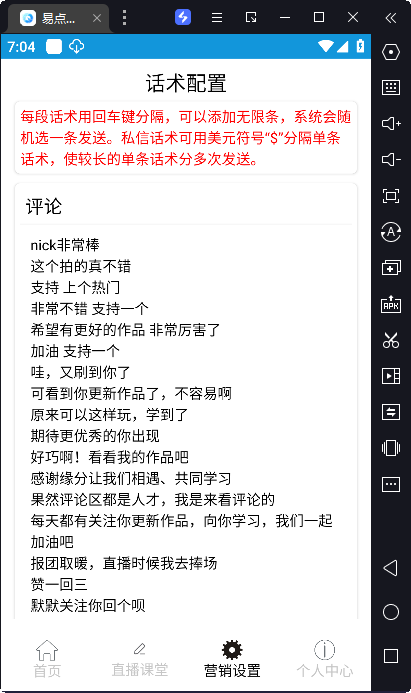 易点...
7:04
话术配置
每段话术用回车键分隔，可以添加无限条，系统会随
机选一条发送。私信话术可用美元符号“$”分隔单条
话术，使较长的单条话术分多次发送。
评论
nick非常棒
这个拍的真不错
支持 上个热门
非常不错 支持一个
希望有更好的作品 非常厉害了
加油 支持一个
哇，又刷到你了
可看到你更新作品了，不容易啊
原来可以这样玩，学到了
期待更优秀的你出现
好巧啊！看看我的作品吧
感谢缘分让我们相遇、共同学习
果然评论区都是人才，我是来看评论的
每天都有关注你更新作品，向你学习，我们一起
加油吧
报团取暖，直播时候我去捧场
赞一回三
默默关注你回个呗
首页
直播课堂
营销设置
个人中心
A
APK